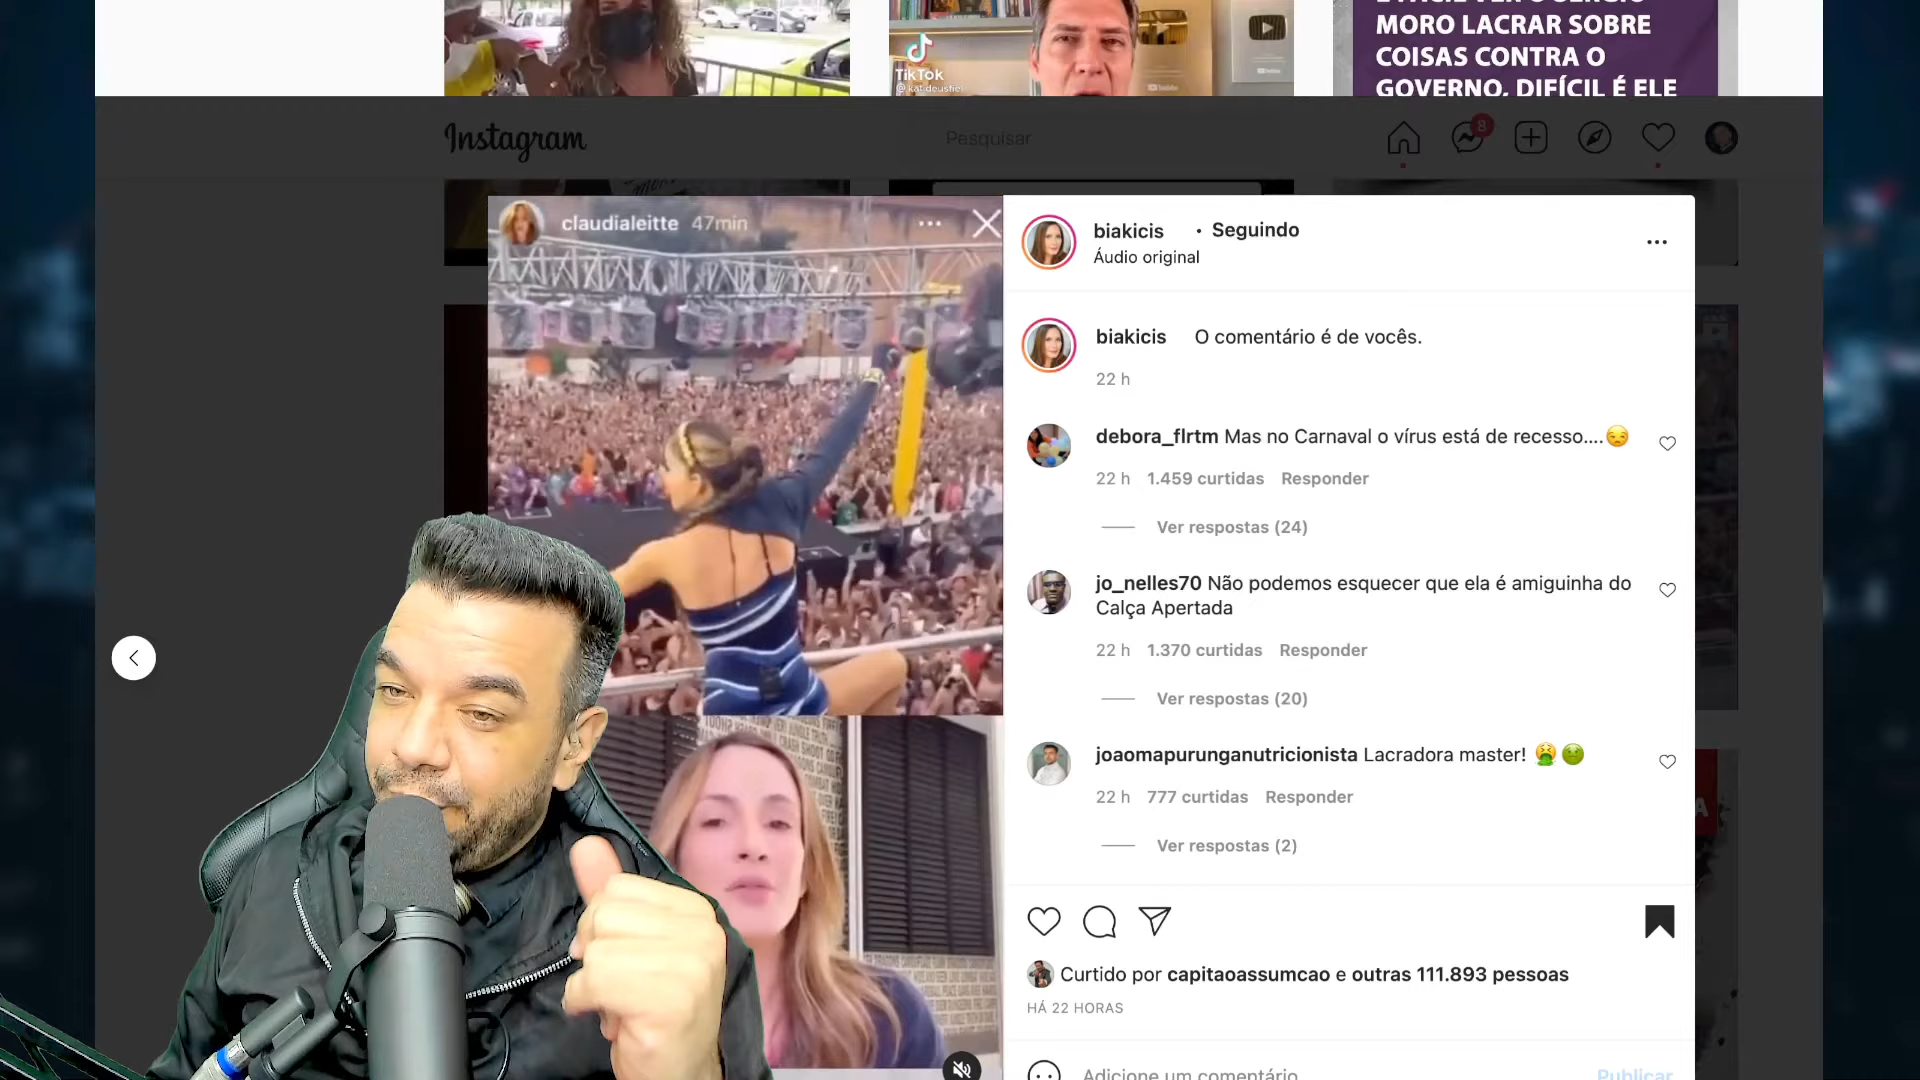 TikTok
MORO LACRAR SOBRE
COISAS CONTRA O
GOVERNO, DIFÍCIL É ELE
Instagram
Pesquisar
8
claudialeitte 47min
biakicis • Seguindo
Áudio original
biakicis O comentário é de vocês.
22 h
debora_flrtm Mas no Carnaval o vírus está de recesso....😒
22 h 1.459 curtidas Responder
Ver respostas (24)
jo_nelles70 Não podemos esquecer que ela é amiguinha do
Calça Apertada
22 h 1.370 curtidas Responder
Ver respostas (20)
joaomapurunganutricionista Lacradora master! 🤮🤢
22 h 777 curtidas Responder
Ver respostas (2)
Curtido por capitaoassumcao e outras 111.893 pessoas
HÁ 22 HORAS
Adicione um comentário...
Publicar